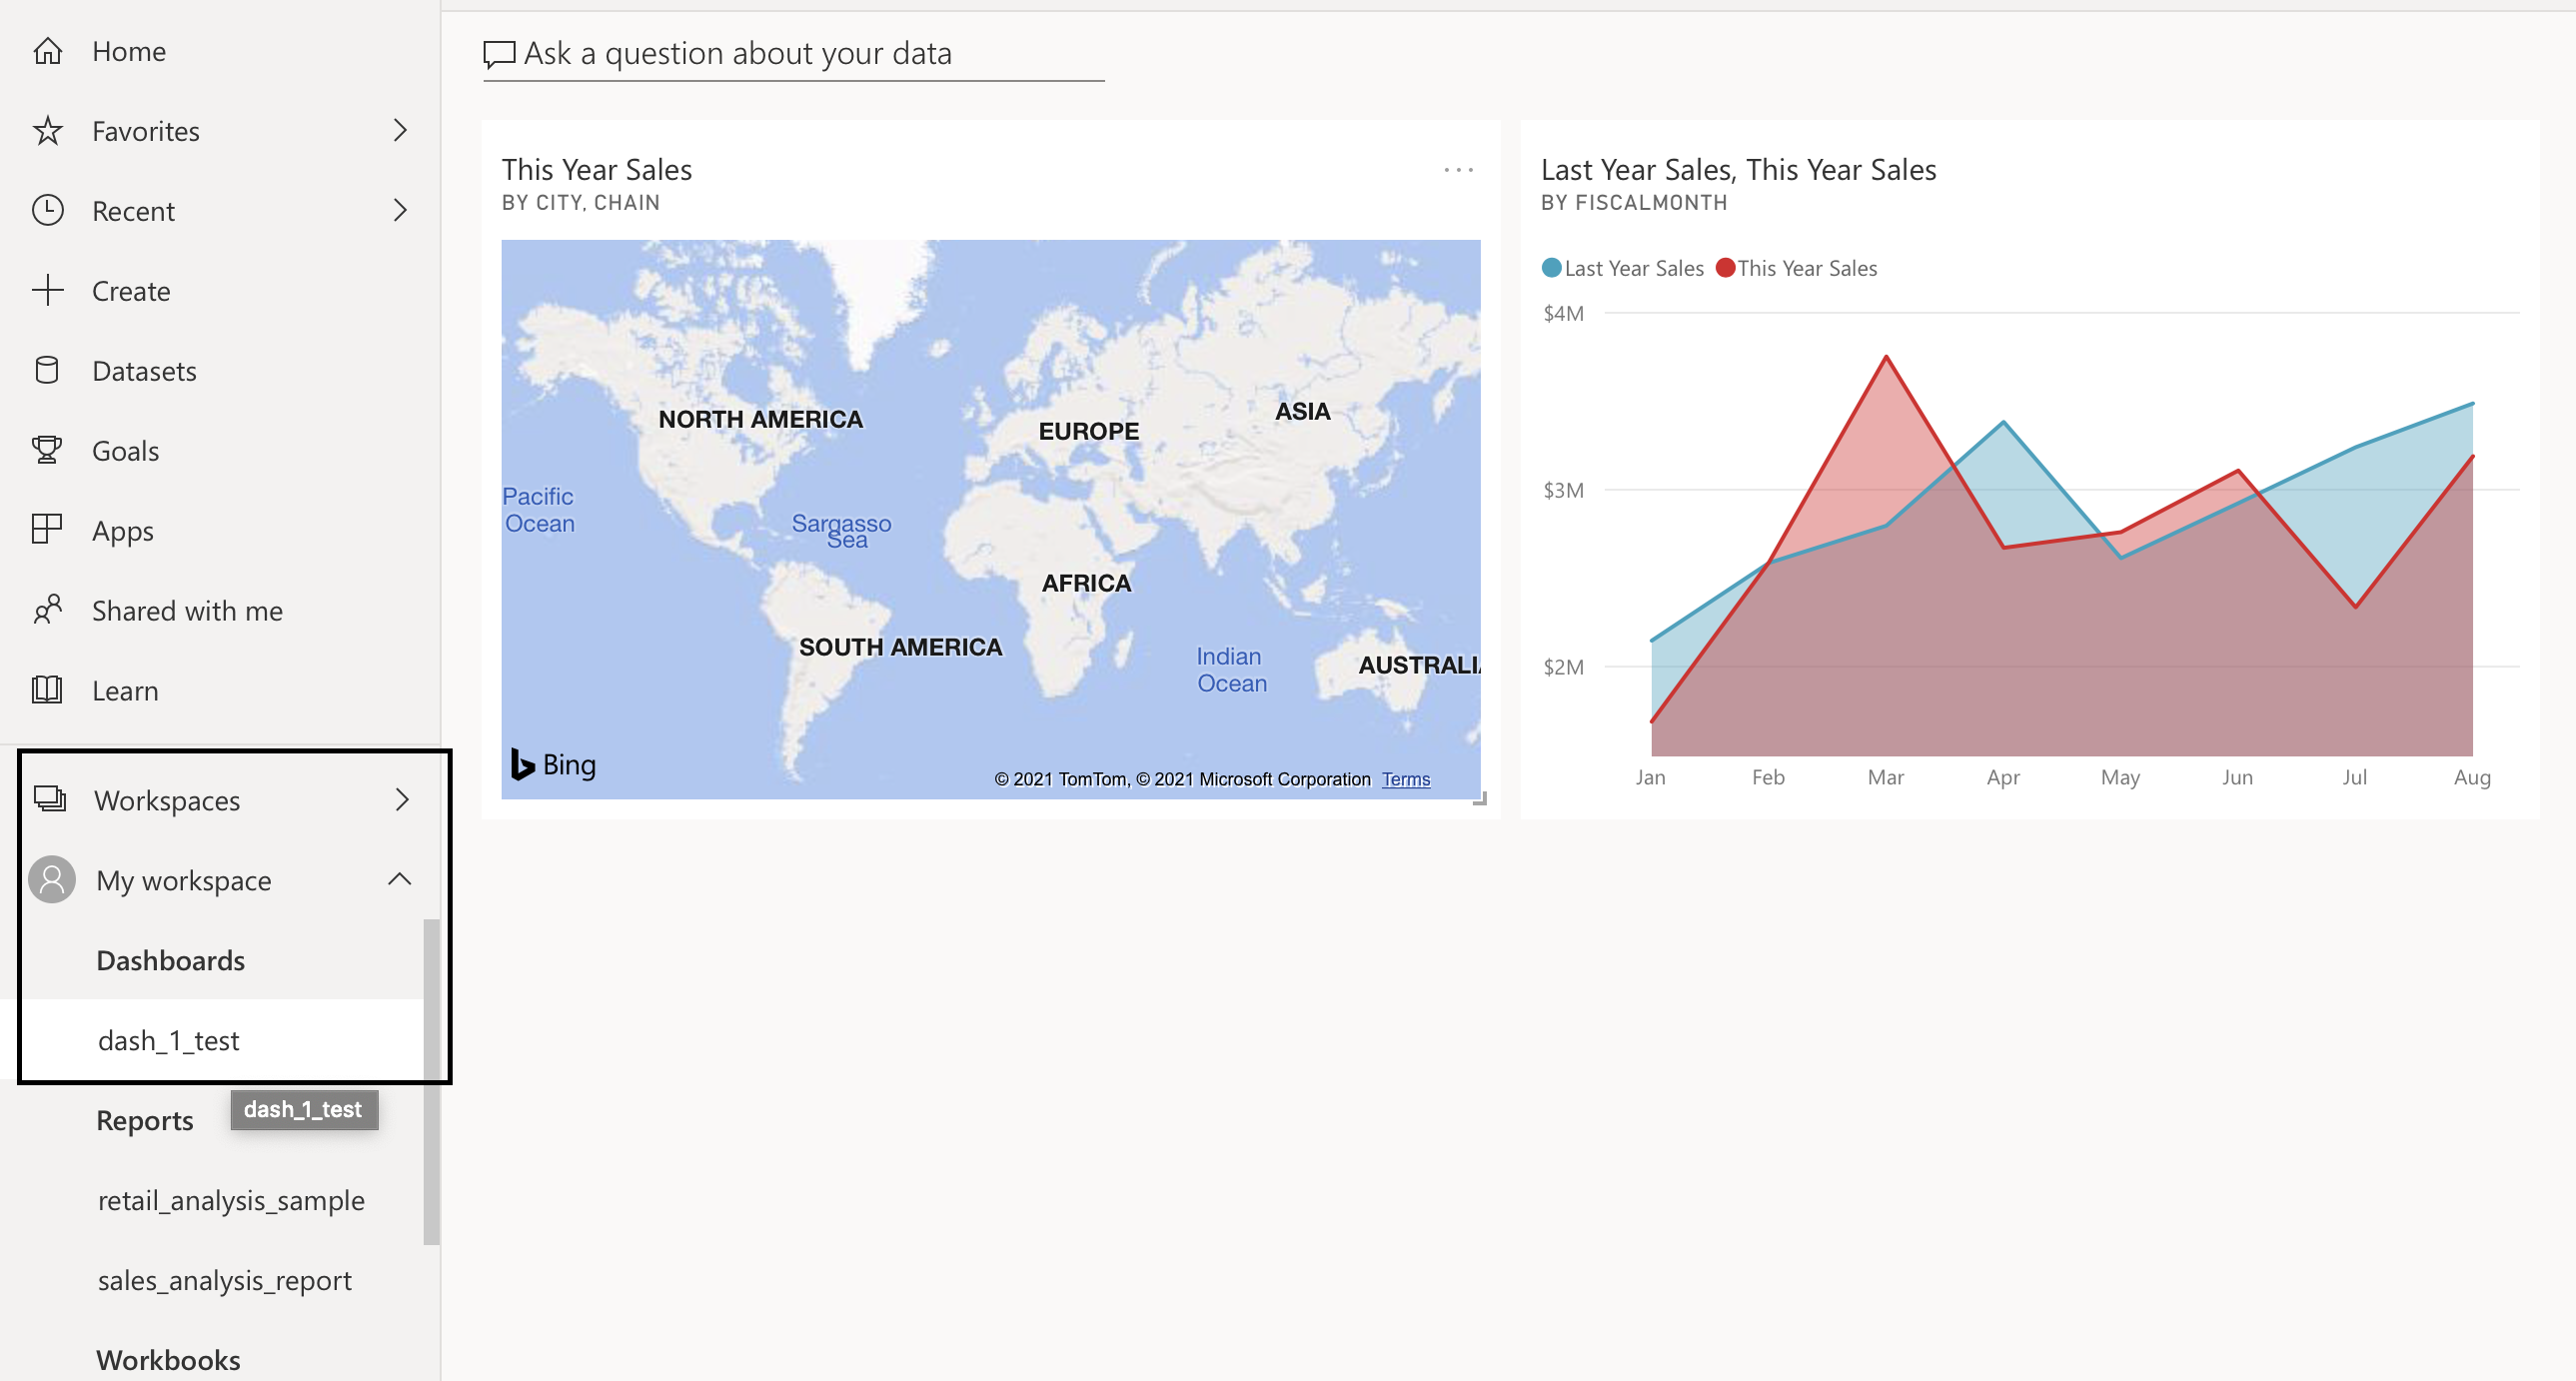 Home
Favorites
Recent
Create
Datasets
Goals
Apps
Shared with me
Learn
Workspaces
My workspace
Dashboards
dash_1_test
dash_1_test
Reports
retail_analysis_sample
sales_analysis_report
Workbooks
Ask a question about your data
This Year Sales
BY CITY, CHAIN
NORTH AMERICA
EUROPE
ASIA
Pacific
Ocean
Sargasso
Sea
AFRICA
SOUTH AMERICA
Indian
Ocean
AUSTRALIA
Bing
© 2021 TomTom, © 2021 Microsoft Corporation Terms
Last Year Sales, This Year Sales
BY FISCALMONTH
Last Year Sales This Year Sales
$4M
$3M
$2M
Jan Feb Mar Apr May Jun Jul Aug